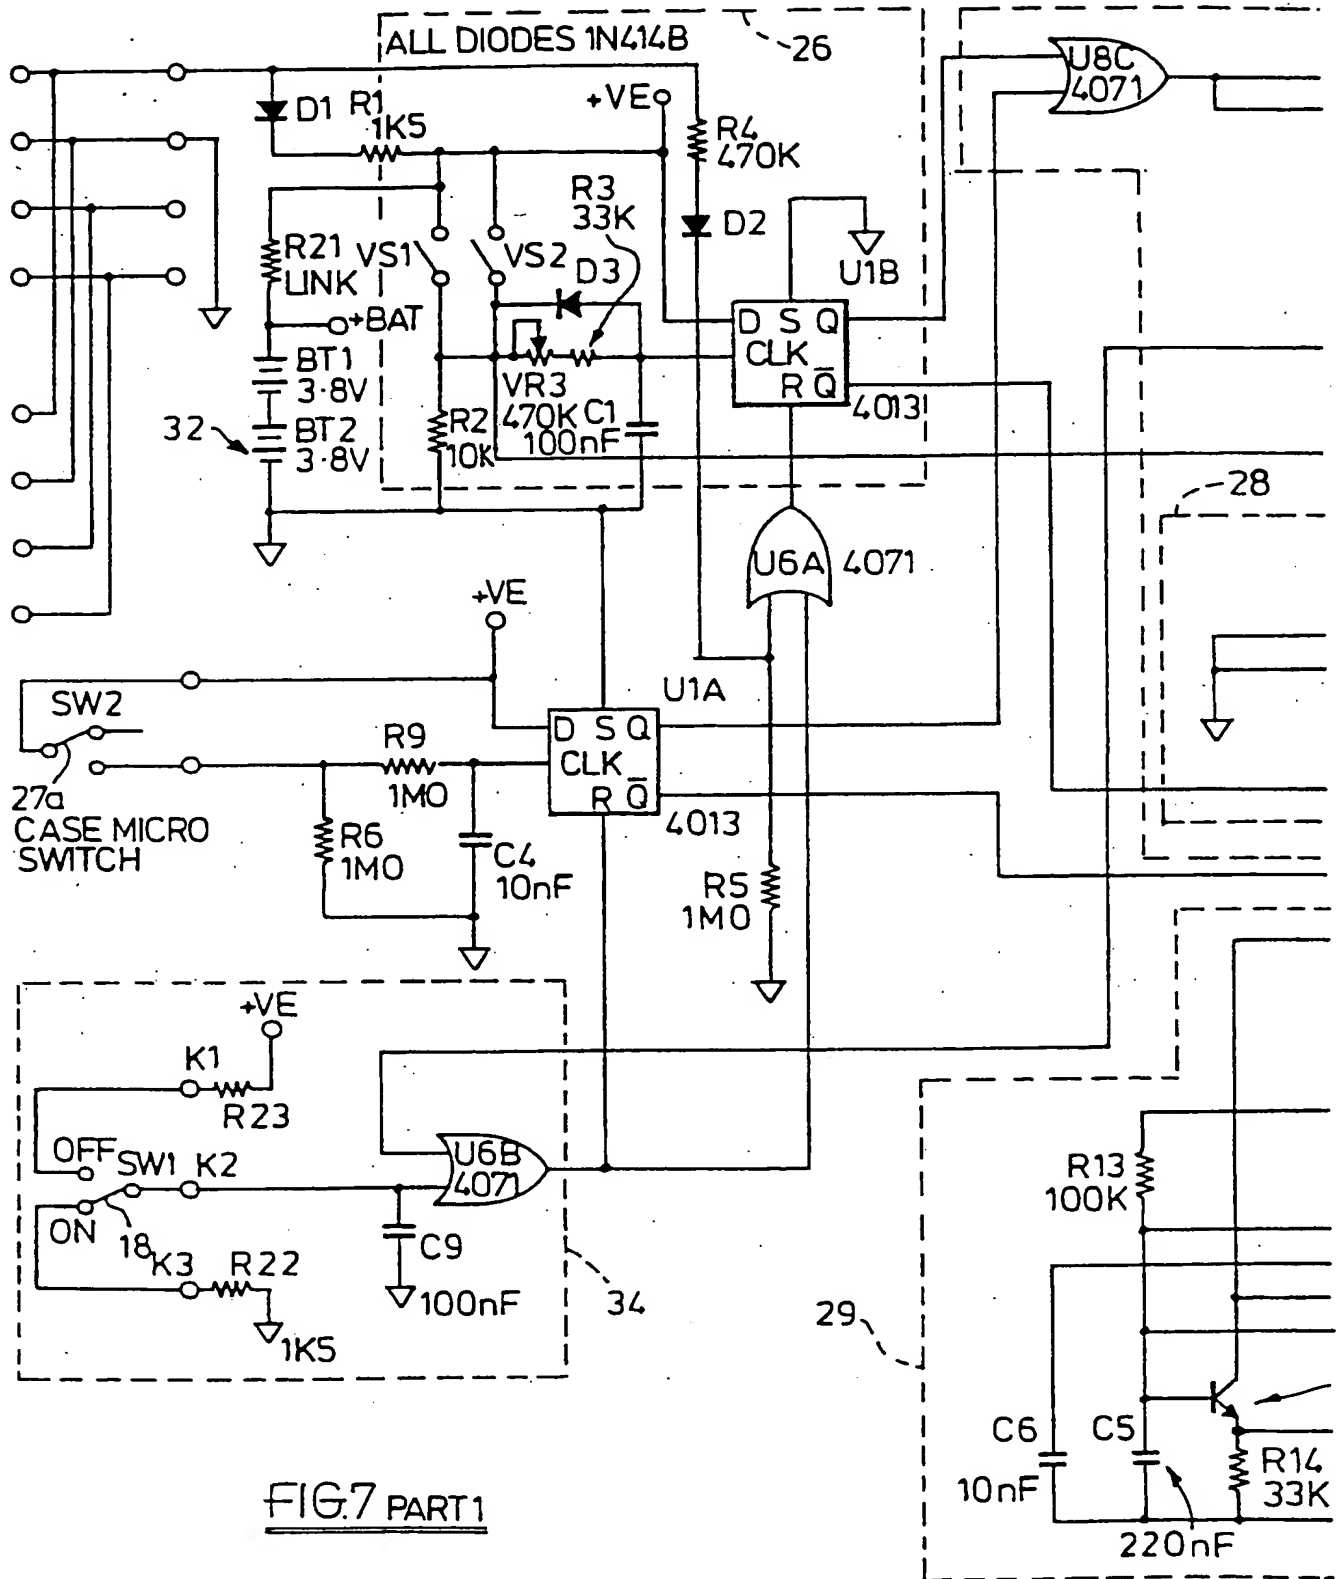 ALL DIODES 1N414B
26
U8C
4071
D1
R1
1K5
+VE
R4
470K
R3
33K
D2
R21
LINK
VS1
VS2
D3
U1B
+BAT
D S Q
CLK
R Q̅
4013
BT1
3·8V
VR3
470K
C1
100nF
32
BT2
3·8V
R2
10K
28
U6A
4071
+VE
U1A
SW2
R9
1M0
D S Q
CLK
R Q̅
4013
27a
CASE MICRO
SWITCH
R6
1M0
C4
10nF
R5
1M0
+VE
K1
R23
OFF
SW1
K2
U6B
4071
R13
100K
ON
18
K3
R22
C9
100nF
1K5
34
29
C6
10nF
C5
R14
33K
220nF
FIG.7 PART1